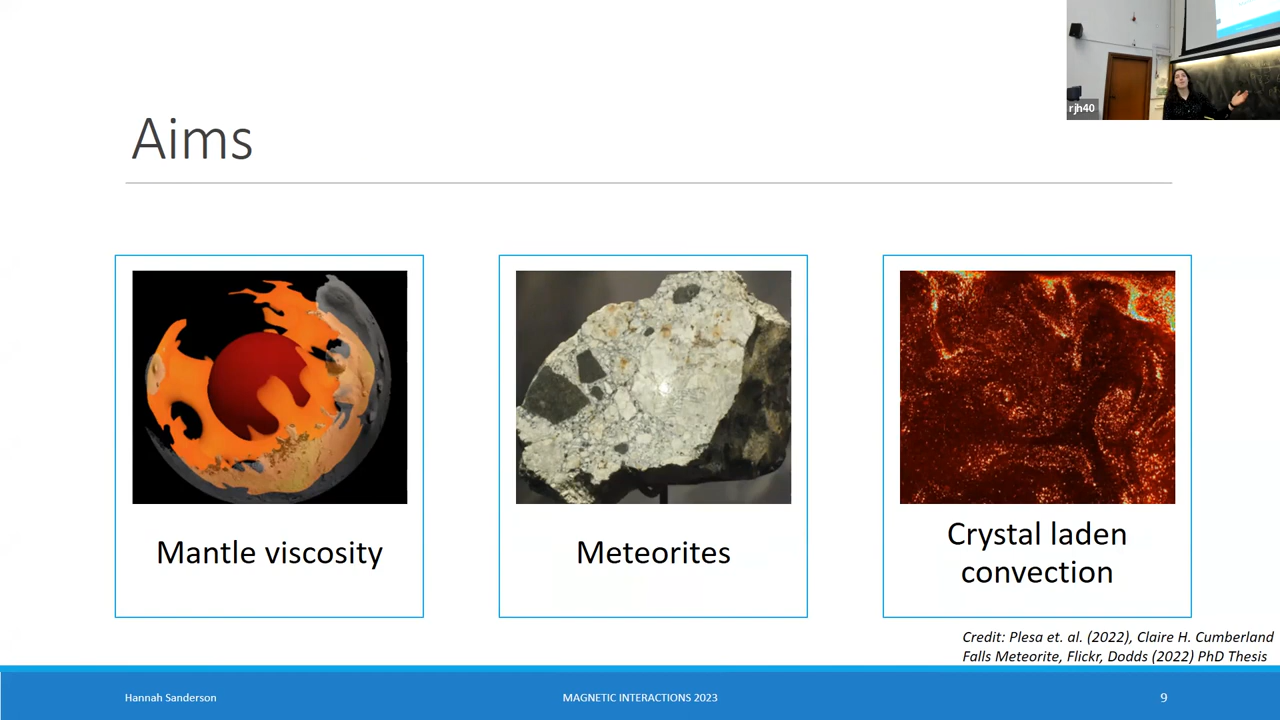 rjh40
Aims
Mantle viscosity
Meteorites
Crystal laden
convection
Credit: Plesa et. al. (2022), Claire H. Cumberland
Falls Meteorite, Flickr, Dodds (2022) PhD Thesis
Hannah Sanderson
MAGNETIC INTERACTIONS 2023
9